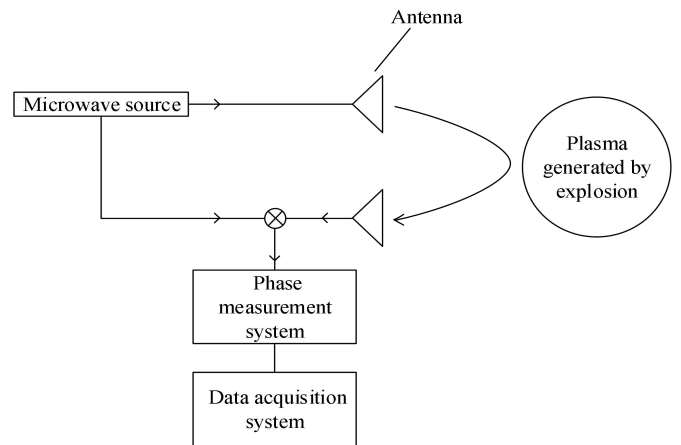 Antenna
Microwave source
Plasma
generated by
explosion
Phase
measurement
system
Data acquisition
system